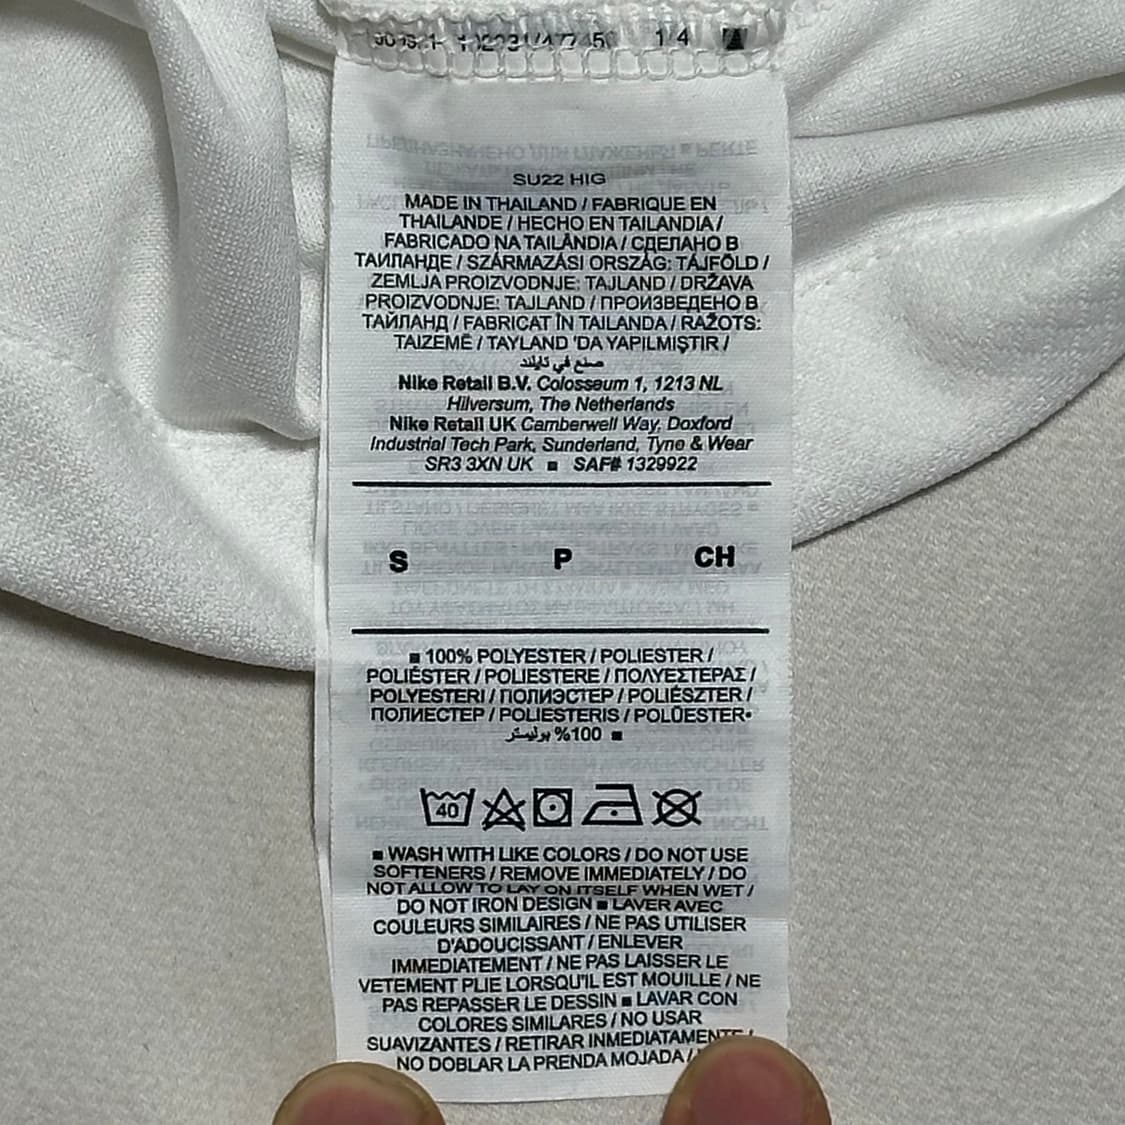 1/4
SU22 HIG
MADE IN THAILAND / FABRIQUE EN
THAILANDE / HECHO EN TAILANDIA /
FABRICADO NA TAILÂNDIA / СДЕЛАНО В
ТАИЛАНДЕ / SZÁRMAZÁSI ORSZÁG: TÁJFÖLD /
ZEMLJA PROIZVODNJE: TAJLAND / DRŽAVA
PROIZVODNJE: TAJLAND / ПРОИЗВЕДЕНО В
ТАЙЛАНД / FABRICAT ÎN TAILANDA / RAŽOTS:
TAIZEMĒ / TAYLAND 'DA YAPILMIŞTIR /
صنع في تايلند
Nike Retail B.V. Colosseum 1, 1213 NL
Hilversum, The Netherlands
Nike Retail UK Camberwell Way, Doxford
Industrial Tech Park, Sunderland, Tyne & Wear
SR3 3XN UK ■ SAF# 1329922
S P CH
■ 100% POLYESTER / POLIESTER /
POLIÉSTER / POLIESTERE / ΠΟΛΥΕΣΤΕΡΑΣ /
POLYESTERI / ПОЛИЭСТЕР / POLIÉSZTER /
ПОЛИЕСТЕР / POLIESTERIS / POLÜESTER•
100% بوليستر ■
40
■ WASH WITH LIKE COLORS / DO NOT USE
SOFTENERS / REMOVE IMMEDIATELY / DO
NOT ALLOW TO LAY ON ITSELF WHEN WET /
DO NOT IRON DESIGN ■ LAVER AVEC
COULEURS SIMILAIRES / NE PAS UTILISER
D'ADOUCISSANT / ENLEVER
IMMEDIATEMENT / NE PAS LAISSER LE
VETEMENT PLIE LORSQU'IL EST MOUILLE / NE
PAS REPASSER LE DESSIN ■ LAVAR CON
COLORES SIMILARES / NO USAR
SUAVIZANTES / RETIRAR INMEDIATAMENTE /
NO DOBLAR LA PRENDA MOJADA /